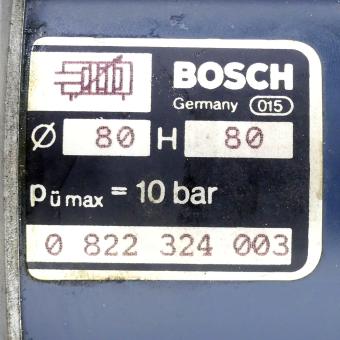 BOSCH
Germany 015
Ø 80 H 80
pü max = 10 bar
0 822 324 003